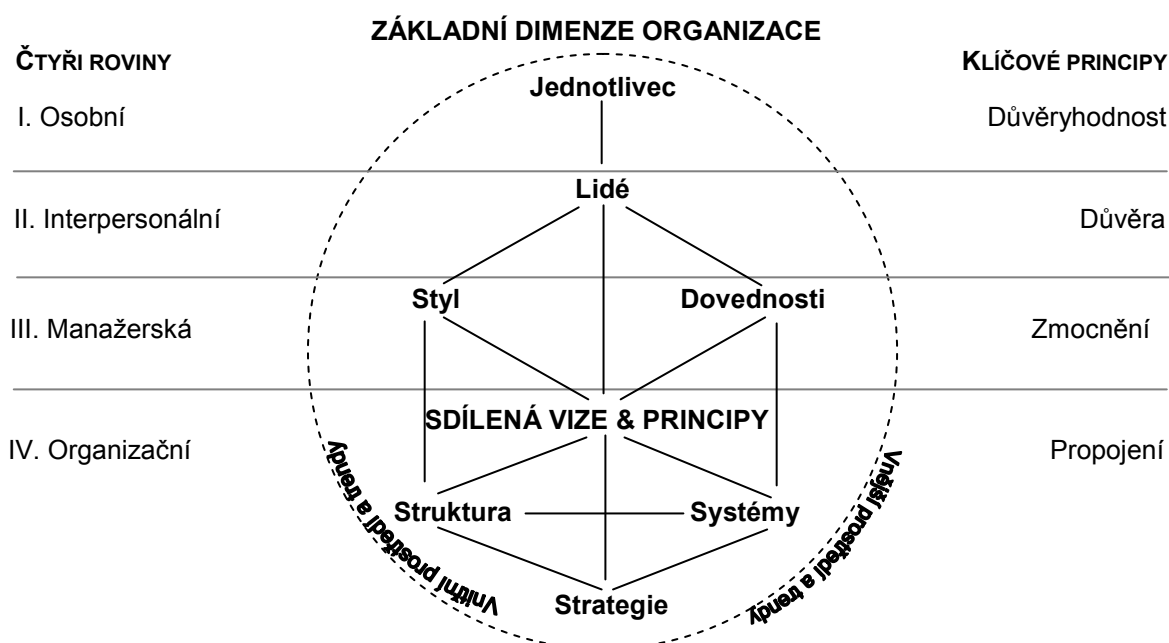 ZÁKLADNÍ DIMENZE ORGANIZACE
ČTYŘI ROVINY
KLÍČOVÉ PRINCIPY
Jednotlivec
I. Osobní
Důvěryhodnost
Lidé
II. Interpersonální
Důvěra
Styl
Dovednosti
III. Manažerská
Zmocnění
SDÍLENÁ VIZE & PRINCIPY
IV. Organizační
Propojení
Vnitřní prostředí a trendy
Vnější prostředí a trendy
Struktura
Systémy
Strategie